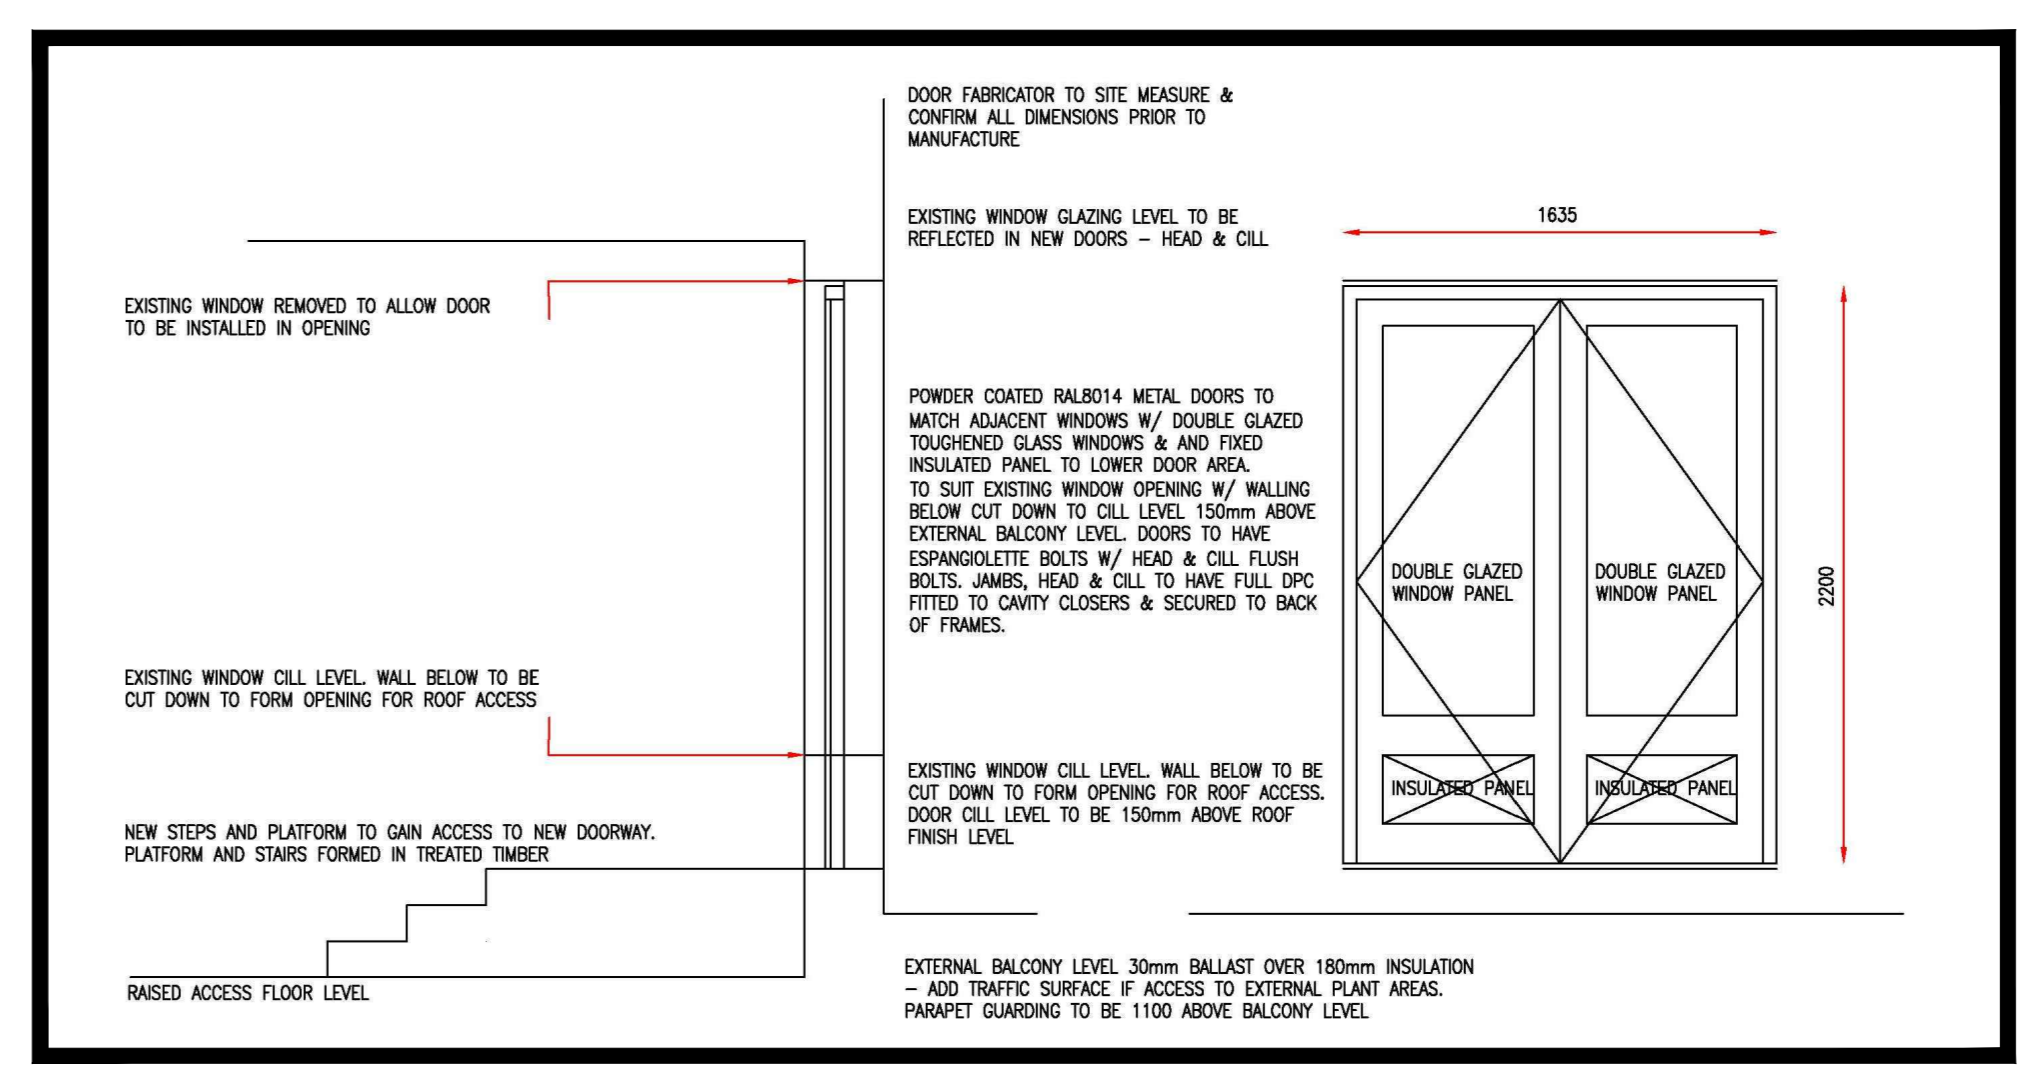 DOOR FABRICATOR TO SITE MEASURE &
CONFIRM ALL DIMENSIONS PRIOR TO
MANUFACTURE
EXISTING WINDOW GLAZING LEVEL TO BE
REFLECTED IN NEW DOORS – HEAD & CILL
1635
EXISTING WINDOW REMOVED TO ALLOW DOOR
TO BE INSTALLED IN OPENING
POWDER COATED RAL8014 METAL DOORS TO
MATCH ADJACENT WINDOWS W/ DOUBLE GLAZED
TOUGHENED GLASS WINDOWS & AND FIXED
INSULATED PANEL TO LOWER DOOR AREA.
TO SUIT EXISTING WINDOW OPENING W/ WALLING
BELOW CUT DOWN TO CILL LEVEL 150mm ABOVE
EXTERNAL BALCONY LEVEL. DOORS TO HAVE
ESPANGIOLETTE BOLTS W/ HEAD & CILL FLUSH
BOLTS. JAMBS, HEAD & CILL TO HAVE FULL DPC
FITTED TO CAVITY CLOSERS & SECURED TO BACK
OF FRAMES.
DOUBLE GLAZED
WINDOW PANEL
DOUBLE GLAZED
WINDOW PANEL
2200
EXISTING WINDOW CILL LEVEL. WALL BELOW TO BE
CUT DOWN TO FORM OPENING FOR ROOF ACCESS
EXISTING WINDOW CILL LEVEL. WALL BELOW TO BE
CUT DOWN TO FORM OPENING FOR ROOF ACCESS.
DOOR CILL LEVEL TO BE 150mm ABOVE ROOF
FINISH LEVEL
INSULATED PANEL
INSULATED PANEL
NEW STEPS AND PLATFORM TO GAIN ACCESS TO NEW DOORWAY.
PLATFORM AND STAIRS FORMED IN TREATED TIMBER
RAISED ACCESS FLOOR LEVEL
EXTERNAL BALCONY LEVEL 30mm BALLAST OVER 180mm INSULATION
– ADD TRAFFIC SURFACE IF ACCESS TO EXTERNAL PLANT AREAS.
PARAPET GUARDING TO BE 1100 ABOVE BALCONY LEVEL